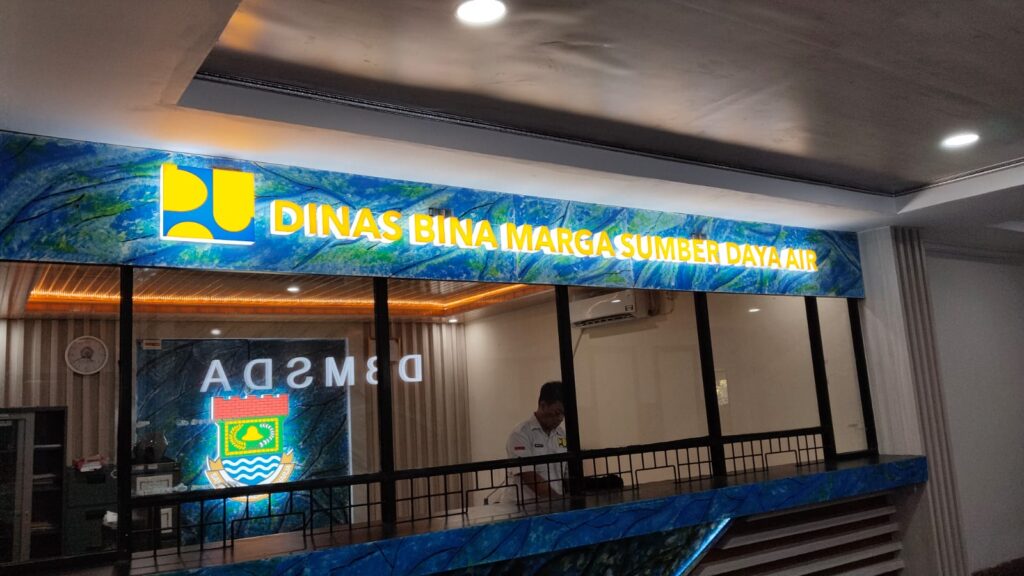 DINAS BINA MARGA SUMBER DAYA AIR
DBMSDA